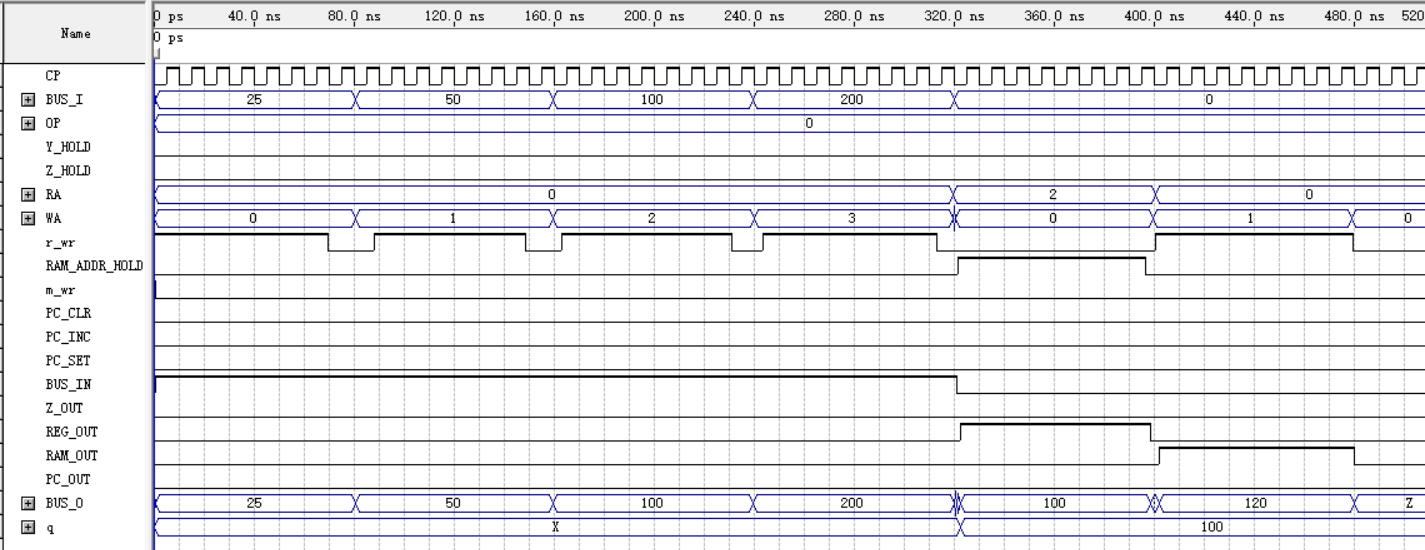 0 ps 40.0 ns 80.0 ns 120.0 ns 160.0 ns 200.0 ns 240.0 ns 280.0 ns 320.0 ns 360.0 ns 400.0 ns 440.0 ns 480.0 ns 520
Name
0 ps
CP
BUS_I 25 50 100 200 0
OP 0
Y_HOLD
Z_HOLD
RA 0 2 0
WA 0 1 2 3 0 1 0
r_wr
RAM_ADDR_HOLD
m_wr
PC_CLR
PC_INC
PC_SET
BUS_IN
Z_OUT
REG_OUT
RAM_OUT
PC_OUT
BUS_O 25 50 100 200 100 120 Z
q X 100